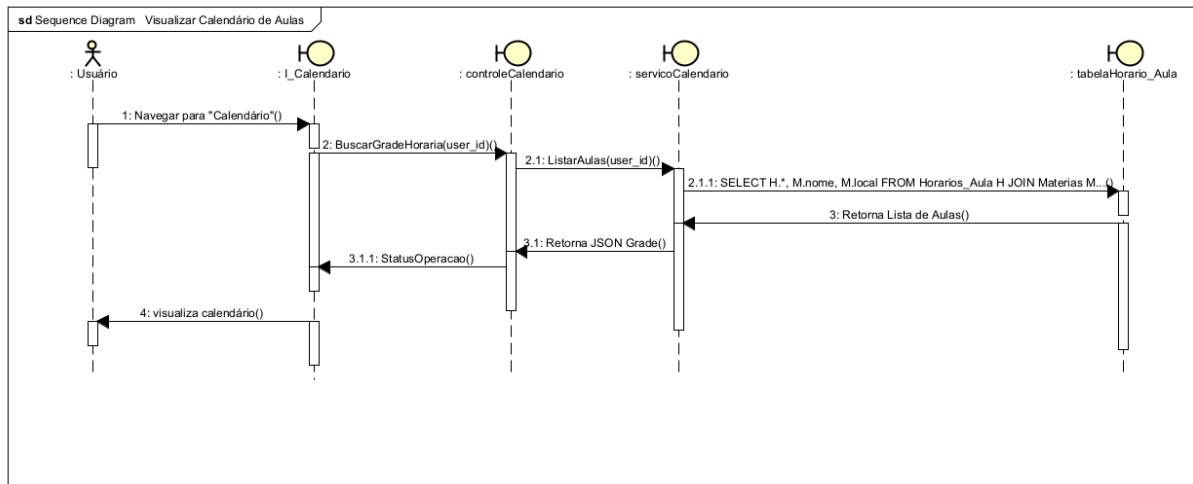 sd Sequence Diagram Visualizar Calendário de Aulas
: Usuário
: I_Calendario
: controleCalendario
: servicoCalendario
: tabelaHorario_Aula
1: Navegar para "Calendário"()
2: BuscarGradeHoraria(user_id)()
2.1: ListarAulas(user_id)()
2.1.1: SELECT H.*, M.nome, M.local FROM Horarios_Aula H JOIN Materias M...()
3: Retorna Lista de Aulas()
3.1: Retorna JSON Grade()
3.1.1: StatusOperacao()
4: visualiza calendário()